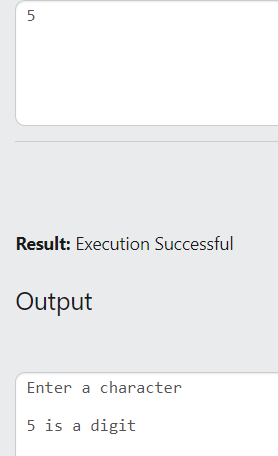 5
Result: Execution Successful
Output
Enter a character
5 is a digit